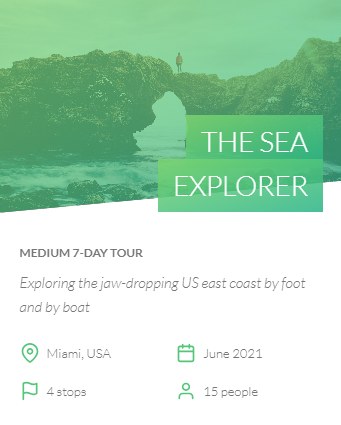 THE SEA
EXPLORER
MEDIUM 7-DAY TOUR
Exploring the jaw-dropping US east coast by foot
and by boat
Miami, USA
June 2021
4 stops
15 people